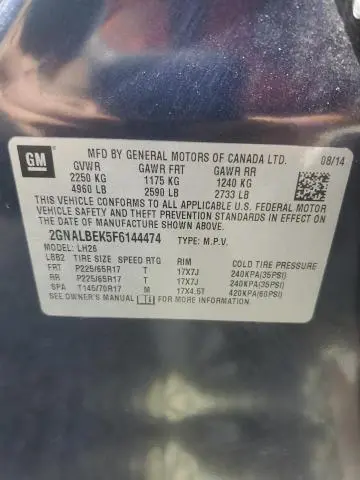 GM
MFD BY GENERAL MOTORS OF CANADA LTD. 08/14
GVWR GAWR FRT GAWR RR
2250 KG 1175 KG 1240 KG
4960 LB 2590 LB 2733 LB
THIS VEHICLE CONFORMS TO ALL APPLICABLE U.S. FEDERAL MOTOR
VEHICLE SAFETY AND THEFT PREVENTION STANDARDS IN
EFFECT ON THE DATE OF MANUFACTURE SHOWN ABOVE.
2GNALBEK5F6144474 TYPE: M.P.V.
MODEL: LH26
LBB2 TIRE SIZE SPEED RTG RIM COLD TIRE PRESSURE
FRT P225/65R17 T 17X7J 240KPA(35PSI)
RR P225/65R17 T 17X7J 240KPA(35PSI)
SPA T145/70R17 M 17X4.5T 420KPA(60PSI)
SEE OWNER'S MANUAL FOR ADDITIONAL INFORMATION.